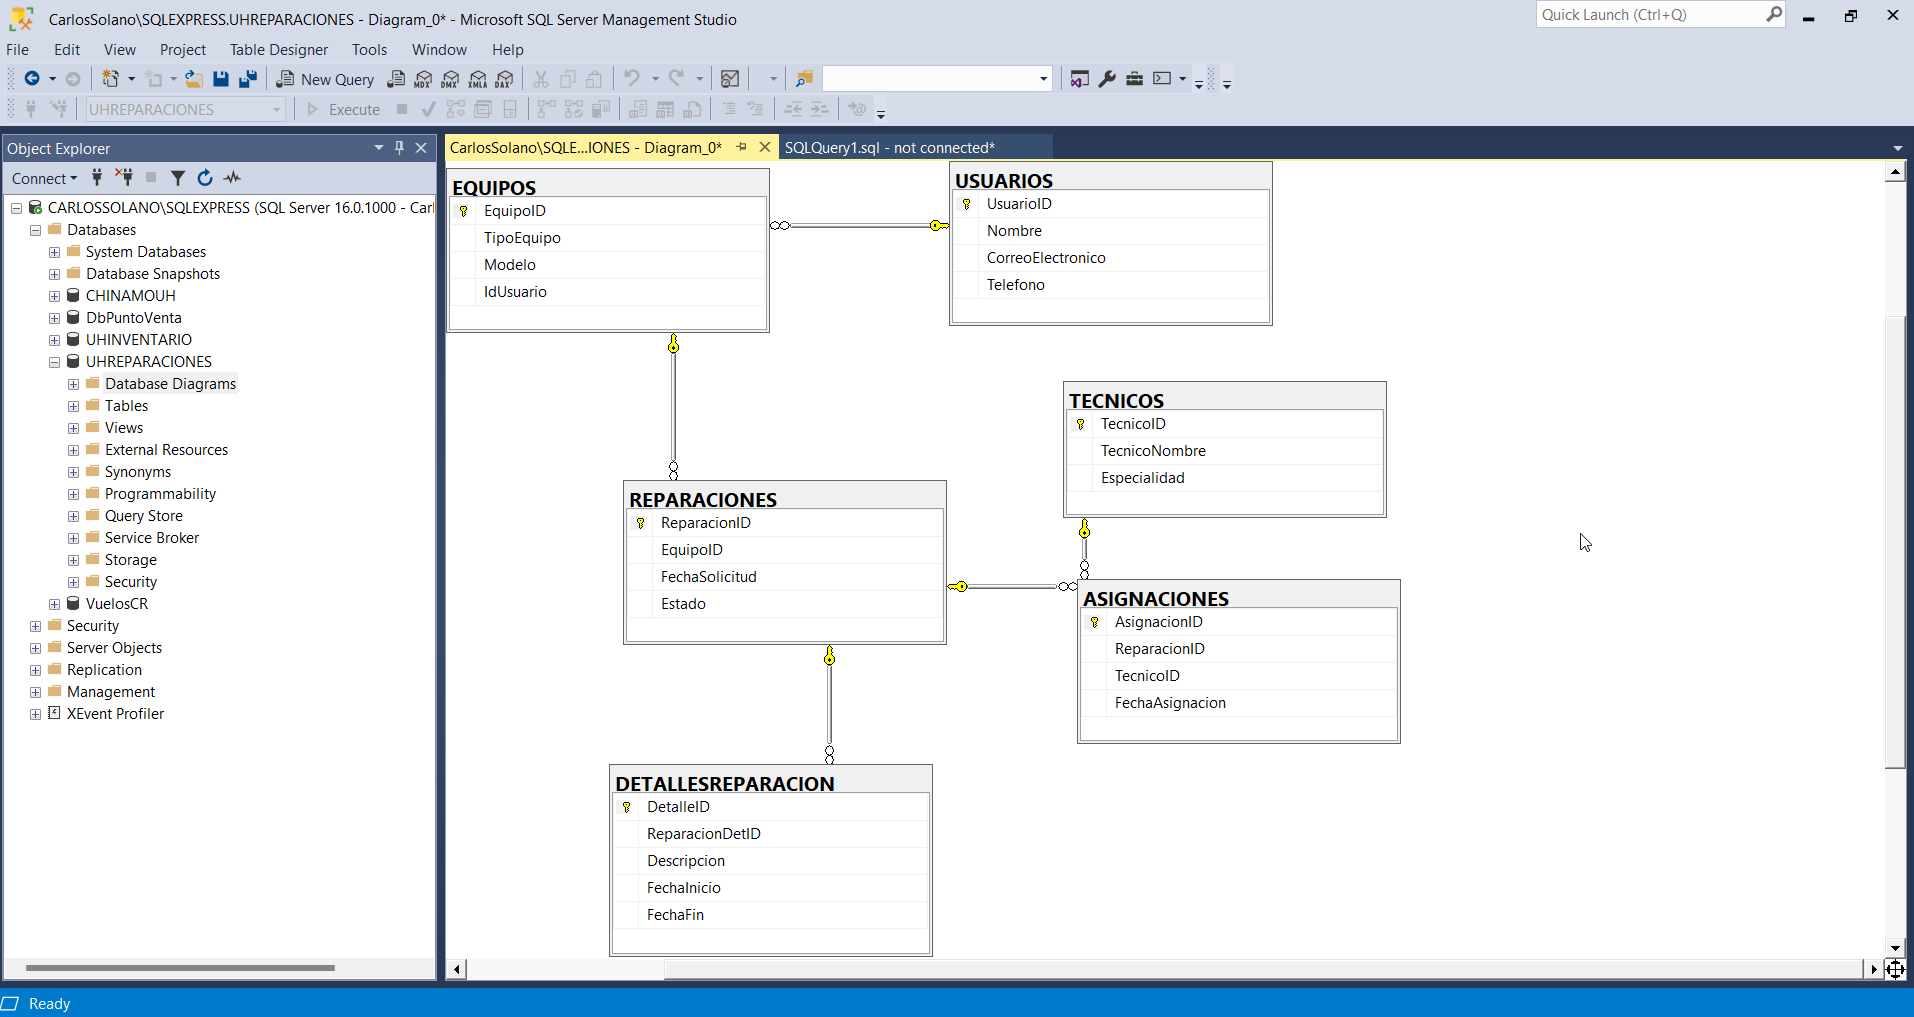 CarlosSolano\SQLEXPRESS.UHREPARACIONES - Diagram_0* - Microsoft SQL Server Management Studio
Quick Launch (Ctrl+Q)
File Edit View Project Table Designer Tools Window Help
New Query MDX DMX XMLA DAX
UHREPARACIONES Execute
Object Explorer
Connect
CARLOSSOLANO\SQLEXPRESS (SQL Server 16.0.1000 - Carl
Databases
System Databases
Database Snapshots
CHINAMOUH
DbPuntoVenta
UHINVENTARIO
UHREPARACIONES
Database Diagrams
Tables
Views
External Resources
Synonyms
Programmability
Query Store
Service Broker
Storage
Security
VuelosCR
Security
Server Objects
Replication
Management
XEvent Profiler
CarlosSolano\SQLE...IONES - Diagram_0*
SQLQuery1.sql - not connected*
EQUIPOS
EquipoID
TipoEquipo
Modelo
IdUsuario
USUARIOS
UsuarioID
Nombre
CorreoElectronico
Telefono
TECNICOS
TecnicoID
TecnicoNombre
Especialidad
REPARACIONES
ReparacionID
EquipoID
FechaSolicitud
Estado
ASIGNACIONES
AsignacionID
ReparacionID
TecnicoID
FechaAsignacion
DETALLESREPARACION
DetalleID
ReparacionDetID
Descripcion
FechaInicio
FechaFin
Ready